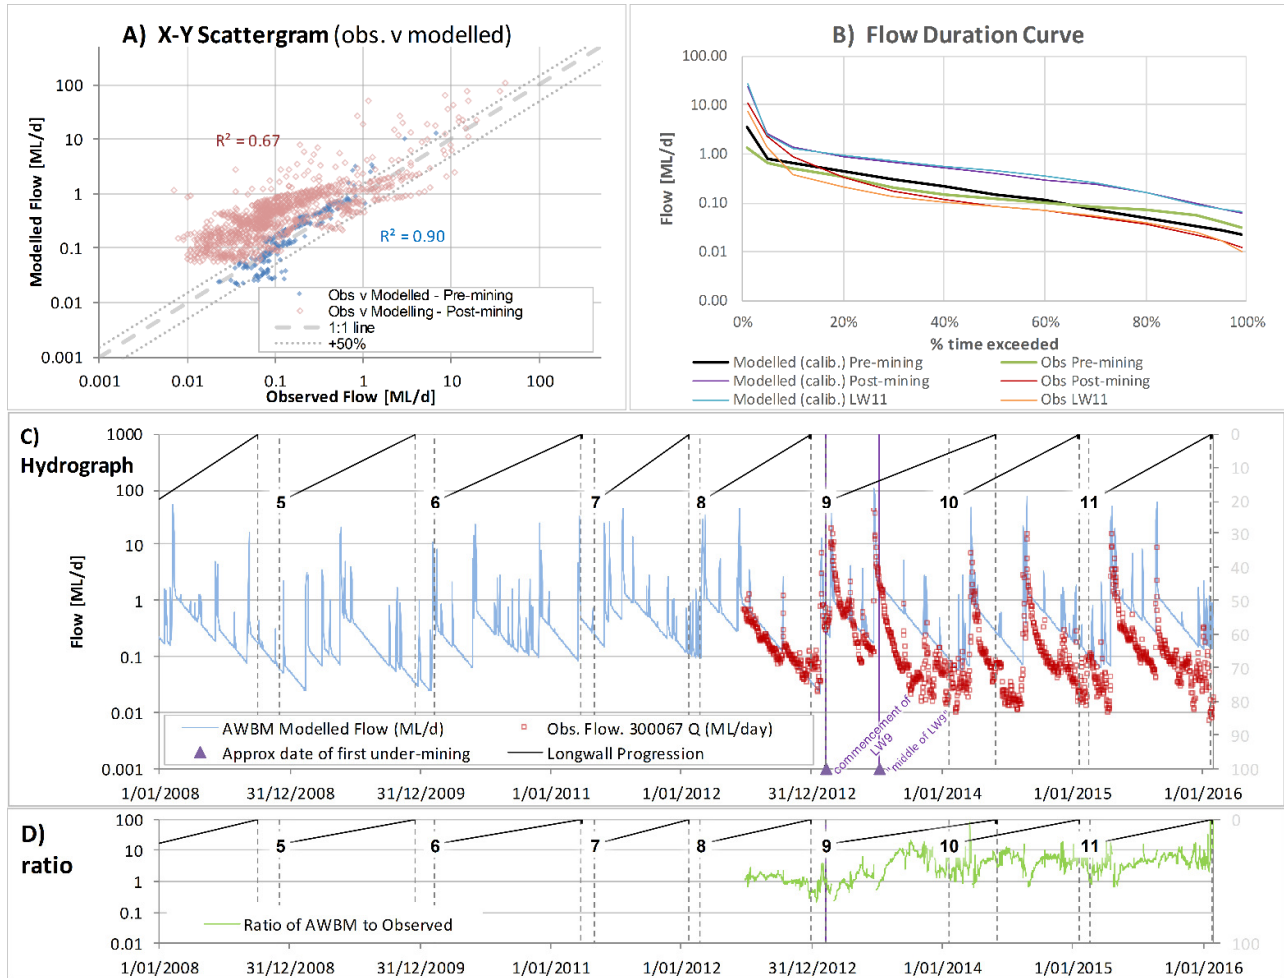 A) X-Y Scattergram (obs. v modelled)
100
10
1
0.1
0.01
0.001
Modelled Flow [ML/d]
R² = 0.67
R² = 0.90
Obs v Modelled - Pre-mining
Obs v Modelling - Post-mining
1:1 line
+50%
0.001 0.01 0.1 1 10 100
Observed Flow [ML/d]
B) Flow Duration Curve
100.00
10.00
1.00
0.10
0.01
0.00
Flow [ML/d]
0% 20% 40% 60% 80% 100%
% time exceeded
Modelled (calib.) Pre-mining Obs Pre-mining
Modelled (calib.) Post-mining Obs Post-mining
Modelled (calib.) LW11 Obs LW11
C)
Hydrograph
1000
100
10
1
0.1
0.01
0.001
Flow [ML/d]
5 6 7 8 9 10 11
0
10
20
30
40
50
60
70
80
90
100
AWBM Modelled Flow (ML/d) Obs. Flow. 300067 Q (ML/day)
Approx date of first under-mining Longwall Progression
"commencement of
LW9
"middle of LW9"
1/01/2008 31/12/2008 31/12/2009 1/01/2011 1/01/2012 31/12/2012 1/01/2014 1/01/2015 1/01/2016
D)
ratio
100
10
1
0.1
0.01
5 6 7 8 9 10 11
0
100
Ratio of AWBM to Observed
1/01/2008 31/12/2008 31/12/2009 1/01/2011 1/01/2012 31/12/2012 1/01/2014 1/01/2015 1/01/2016